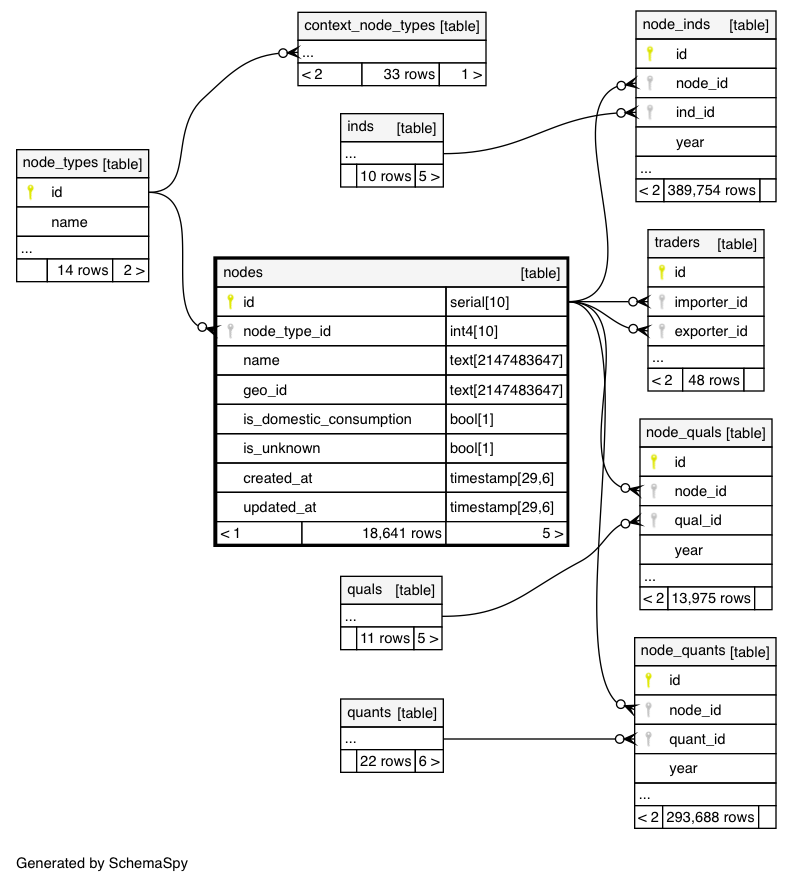 context_node_types [table]
...
< 2 33 rows 1 >
node_inds [table]
id
node_id
ind_id
year
...
< 2 389,754 rows
inds [table]
...
10 rows 5 >
node_types [table]
id
name
...
14 rows 2 >
traders [table]
id
importer_id
exporter_id
...
< 2 48 rows
nodes [table]
id serial[10]
node_type_id int4[10]
name text[2147483647]
geo_id text[2147483647]
is_domestic_consumption bool[1]
is_unknown bool[1]
created_at timestamp[29,6]
updated_at timestamp[29,6]
< 1 18,641 rows 5 >
node_quals [table]
id
node_id
qual_id
year
...
< 2 13,975 rows
quals [table]
...
11 rows 5 >
node_quants [table]
id
node_id
quant_id
year
...
< 2 293,688 rows
quants [table]
...
22 rows 6 >
Generated by SchemaSpy